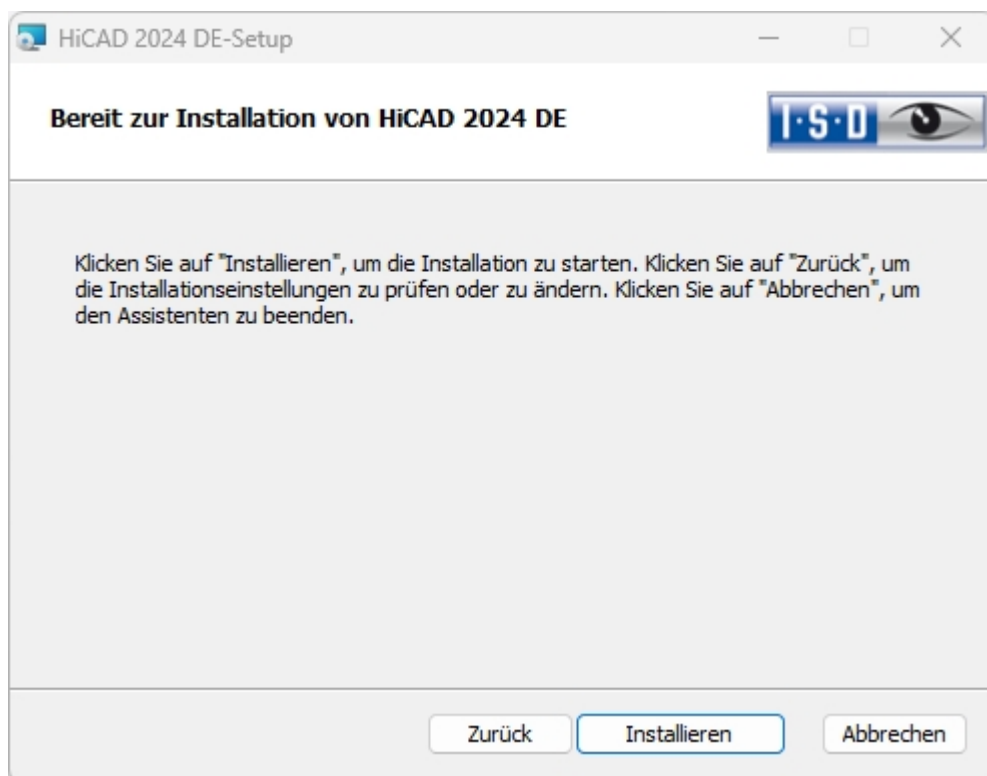 HiCAD 2024 DE-Setup
Bereit zur Installation von HiCAD 2024 DE
I·S·D
Klicken Sie auf "Installieren", um die Installation zu starten. Klicken Sie auf "Zurück", um
die Installationseinstellungen zu prüfen oder zu ändern. Klicken Sie auf "Abbrechen", um
den Assistenten zu beenden.
Zurück
Installieren
Abbrechen